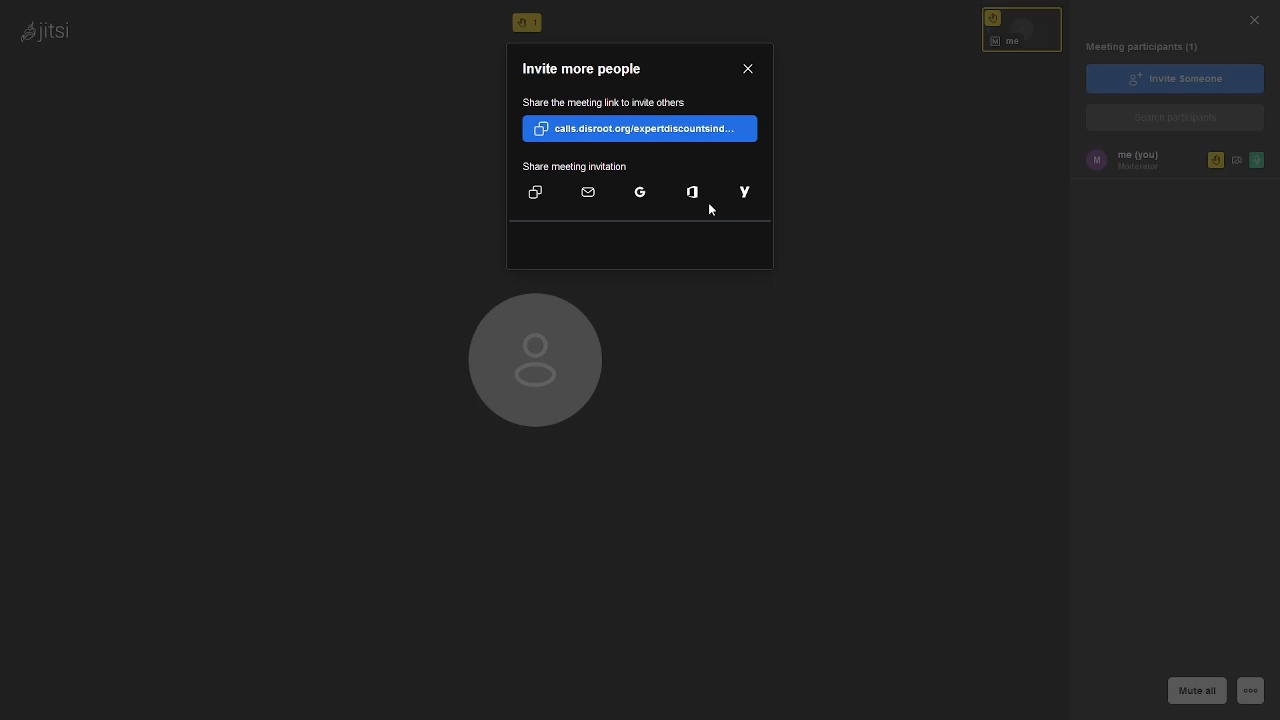 jitsi
1
me
Invite more people
Share the meeting link to invite others
calls.disroot.org/expertdiscountsind...
Share meeting invitation
Meeting participants (1)
Invite Someone
Search participants
M
me (you)
Moderator
Mute all